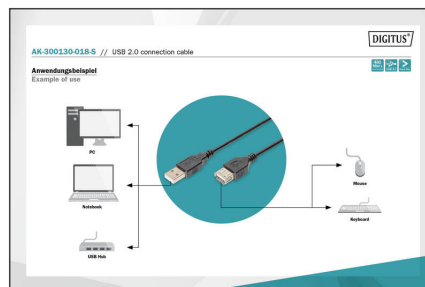 DIGITUS®
AK-300130-018-S // USB 2.0 connection cable
Anwendungsbeispiel
Example of use
PC
Notebook
USB Hub
Mouse
Keyboard